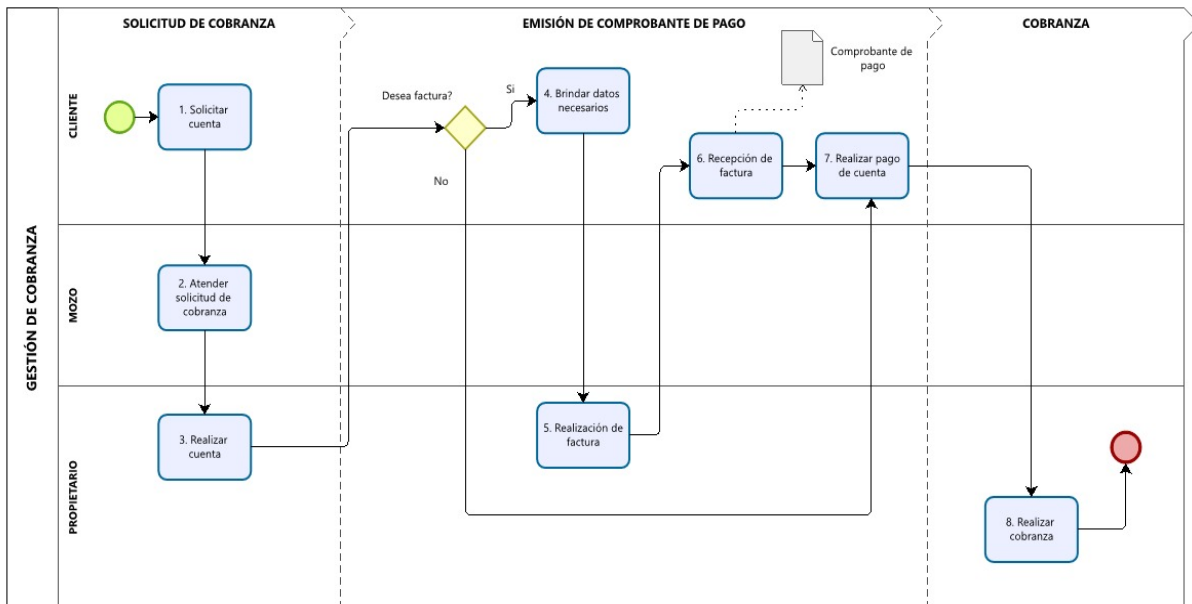 SOLICITUD DE COBRANZA
EMISIÓN DE COMPROBANTE DE PAGO
COBRANZA
GESTIÓN DE COBRANZA
CLIENTE
1. Solicitar
cuenta
Desea factura?
Si
No
4. Brindar datos
necesarios
Comprobante de
pago
6. Recepción de
factura
7. Realizar pago
de cuenta
MOZO
2. Atender
solicitud de
cobranza
PROPIETARIO
3. Realizar
cuenta
5. Realización de
factura
8. Realizar
cobranza